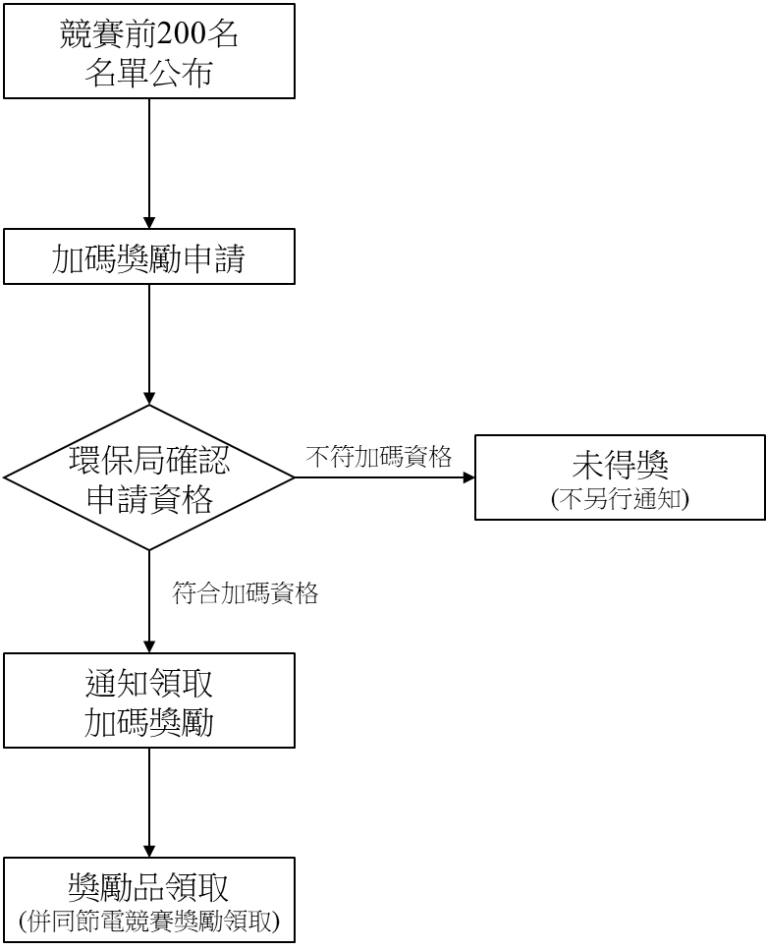 競賽前200名
名單公布
加碼獎勵申請
環保局確認
申請資格
不符加碼資格
未得獎
(不另行通知)
符合加碼資格
通知領取
加碼獎勵
獎勵品領取
(併同節電競賽獎勵領取)